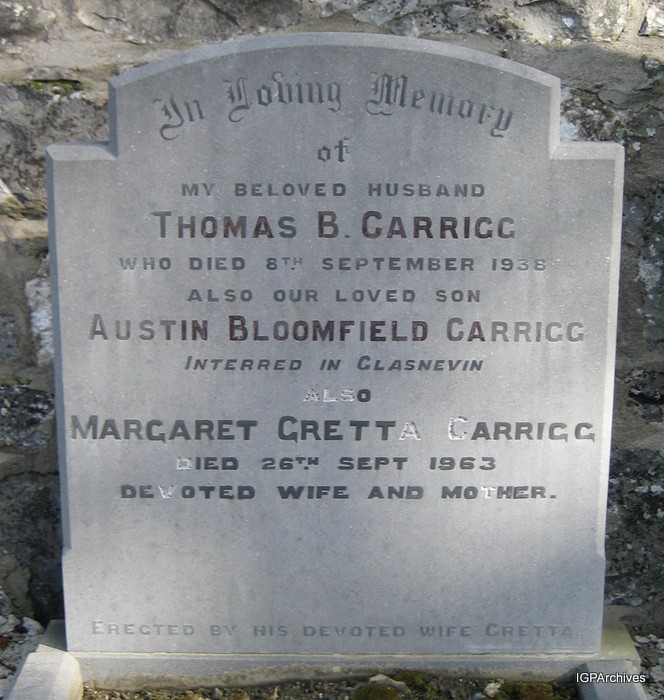 In Loving Memory
of
MY BELOVED HUSBAND
THOMAS B. CARRIGG
WHO DIED 8TH SEPTEMBER 1938
ALSO OUR LOVED SON
AUSTIN BLOOMFIELD CARRIGG
INTERRED IN GLASNEVIN
ALSO
MARGARET GRETTA CARRIGG
DIED 26TH SEPT 1963
DEVOTED WIFE AND MOTHER.
ERECTED BY HIS DEVOTED WIFE GRETTA.
IGPArchives